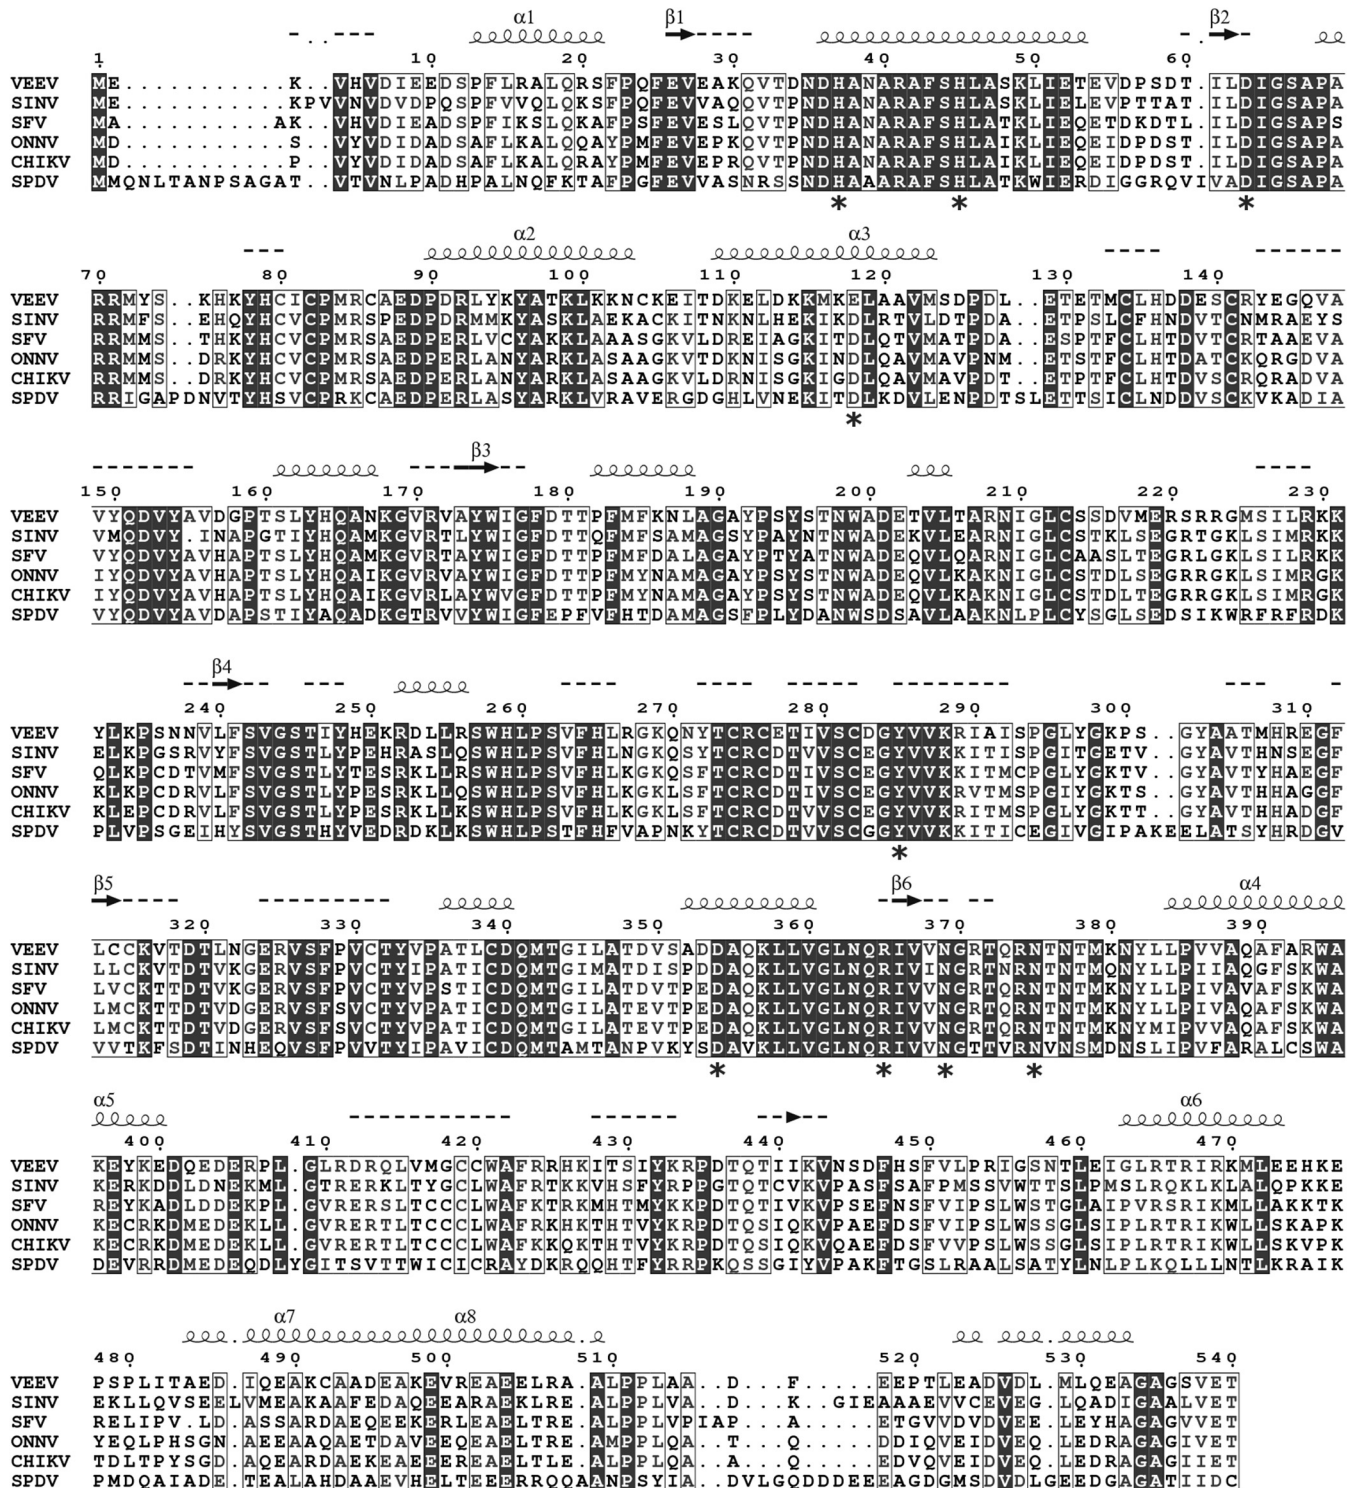 α1 β1 β2
1 10 20 30 40 50 60
VEEV ME...........K..VHVDIEEDSPFLRALQRSFPQFEVEAKQVTDNDHANARAFSHLASKLIETEVDPSDT.ILDIGSAPA
SINV ME...........KPVVNVDVDPQSPFVVQLQKSFPQFEVVAQQVTPNDHANARAFSHLASKLIELEVPTTAT.ILDIGSAPA
SFV MA..........AK..VHVDIEADSPFIKSLQKAFPSFEVESLQVTPNDHANARAFSHLATKLIEQETDKDTL.ILDIGSAPS
ONNV MD...........S..VYVDIDADSAFLKALQQAYPMFEVEPKQVTPNDHANARAFSHLAIKLIEQEIDPDST.ILDIGSAPA
CHIKV MD...........P..VYVDIDADSAFLKALQRAYPMFEVEPRQVTPNDHANARAFSHLAIKLIEQEIDPDST.ILDIGSAPA
SPDV MMQNLTANPSAGAT..VTVNLPADHPALNQFKTAFPGFEVVASNRSSNDHAAARAFSHLATKWIERDIGGRQVIVADIGSAPA
* * *
α2 α3
70 80 90 100 110 120 130 140
VEEV RRMYS..KHKYHCICPMRCAEDPDRLYKYATKLKKNCKEITDKELDKKMKELAAVMSDPDL..ETETMCLHDDESCRYEGQVA
SINV RRMFS..EHQYHCVCPMRSPEDPDRMMKYASKLAEKACKITNKNLHEKIKDLRTVLDTPDA..ETPSLCFHNDVTCNMRAEYS
SFV RRMMS..THKYHCVCPMRSAEDPERLVCYAKKLAAASGKVLDREIAGKITDLQTVMATPDA..ESPTFCLHTDVTCRTAAEVA
ONNV RRMMS..DRKYHCVCPMRSAEDPERLANYARKLASAAGKVTDKNISGKINDLQAVMAVPNM..ETSTFCLHTDATCKQRGDVA
CHIKV RRMMS..DRKYHCVCPMRSAEDPERLANYARKLASAAGKVLDRNISGKIGDLQAVMAVPDT..ETPTFCLHTDVSCRQRADVA
SPDV RRIGAPDNVTYHSVCPRKCAEDPERLASYARKLVRAVERGDGHLVNEKITDLKDVLENPDTSLETTSICLNDDVSCKVKADIA
*
β3
150 160 170 180 190 200 210 220 230
VEEV VYQDVYAVDGPTSLYHQANKGVRVAYWIGFDTTPFMFKNLAGAYPSYSTNWADETVLTARNIGLCSSDVMERSRRGMSILRKK
SINV VMQDVY.INAPGTIYHQAMKGVRTLYWIGFDTTQFMFSAMAGSYPAYNTNWADEKVLEARNIGLCSTKLSEGRTGKLSIMRKK
SFV VYQDVYAVHAPTSLYHQAMKGVRTAYWIGFDTTPFMFDALAGAYPTYATNWADEQVLQARNIGLCAASLTEGRLGKLSILRKK
ONNV IYQDVYAVHAPTSLYHQAIKGVRVAYWIGFDTTPFMYNAMAGAYPSYSTNWADEQVLKAKNIGLCSTDLSEGRRGKLSIMRGK
CHIKV IYQDVYAVHAPTSLYHQAIKGVRLAYWVGFDTTPFMYNAMAGAYPSYSTNWADEQVLKAKNIGLCSTDLTEGRRGKLSIMRGK
SPDV VYQDVYAVDAPSTIYAQADKGTRVVYWIGFEPFVFHTDAMAGSFPLYDANWSDSAVLAAKNLPLCYSGLSEDSIKWRFRFRDK
β4
240 250 260 270 280 290 300 310
VEEV YLKPSNNVLFSVGSTIYHEKRDLLRSWHLPSVFHLRGKQNYTCRCETIVSCDGYVVKRIAISPGLYGKPS..GYAATMHREGF
SINV ELKPGSRVYFSVGSTLYPEHRASLQSWHLPSVFHLNGKQSYTCRCDTVVSCEGYVVKKITISPGITGETV..GYAVTHNSEGF
SFV QLKPCDTVMFSVGSTLYTESRKLLRSWHLPSVFHLKGKQSFTCRCDTIVSCEGYVVKKITMCPGLYGKTV..GYAVTYHAEGF
ONNV KLKPCDRVLFSVGSTLYPESRKLLQSWHLPSVFHLKGKLSFTCRCDTIVSCEGYVVKRVTMSPGIYGKTS..GYAVTHHAGGF
CHIKV KLEPCDRVLFSVGSTLYPESRKLLKSWHLPSVFHLKGKLSFTCRCDTVVSCEGYVVKRITMSPGLYGKTT..GYAVTHHADGF
SPDV PLVPSGEIHYSVGSTHYVEDRDKLKSWHLPSTFHFVAPNKYTCRCDTVVSCGGYVVKKITICEGIVGIPAKEELATSYHRDGV
*
β5 β6 α4
320 330 340 350 360 370 380 390
VEEV LCCKVTDTLNGERVSFPVCTYVPATLCDQMTGILATDVSADDAQKLLVGLNQRIVVNGRTQRNTNTMKNYLLPVVAQAFARWA
SINV LLCKVTDTVKGERVSFPVCTYIPATICDQMTGIMATDISPDDAQKLLVGLNQRIVINGRTNRNTNTMQNYLLPIIAQGFSKWA
SFV LVCKTTDTVKGERVSFPVCTYVPSTICDQMTGILATDVTPEDAQKLLVGLNQRIVVNGRTQRNTNTMKNYLLPIVAVAFSKWA
ONNV LMCKTTDTVDGERVSFPVCTYVPATICDQMTGILATDVTPEDAQKLLVGLNQRIVVNGRTQRNTNTMKNYLLPIVAQAFSKWA
CHIKV LMCKTTDTVDGERVSFSVCTYVPATICDQMTGILATEVTPEDAQKLLVGLNQRIVVNGRTQRNTNTMKNYMIPVVAQAFSKWA
SPDV VVTKFSDTINHEQVSFPVVTYIPAVICDQMTAMTANPVKYSDAVKLLVGLNQRIVVNGTTVRNVNSMDNSLIPVFARALCSWA
* * * *
α5 α6
400 410 420 430 440 450 460 470
VEEV KEYKEDQEDERPL.GLRDRQLVMGCCWAFRRHKITSIYKRPDTQTIIKVNSDFHSFVLPRIGSNTLEIGLRTRIRKMLEEHKE
SINV KERKDDLDNEKML.GTRERKLTYGCLWAFRTKKVHSFYRPPGTQTCVKVPASFSAFPMSSVWTTSLPMSLRQKLKLALQPKKE
SFV REYKADLDDEKPL.GVRERSLTCCCLWAFKTRKMHTMYKKPDTQTIVKVPSEFNSFVIPSLWSTGLAIPVRSRIKMLLAKKTK
ONNV KECRKDMEDEKLL.GVRERTLTCCCLWAFRKHKTHTVYKRPDTQSIQKVPAEFDSFVIPSLWSSGLSIPLRTRIKWLLSKAPK
CHIKV KECRKDMEDEKLL.GVRERTLTCCCLWAFKKQKTHTVYKRPDTQSIQKVQAEFDSFVVPSLWSSGLSIPLRTRIKWLLSKVPK
SPDV DEVRRDMEDEQDLYGITSVTTWICICRAYDKRQQHTFYRRPKQSSGIYVPAKFTGSLRAALSATYLNLPLKQLLLNTLKRAIK
α7 α8
480 490 500 510 520 530 540
VEEV PSPLITAED.IQEAKCAADEAKEVREAEELRA.ALPPLAA..D...F.....EEPTLEADVDL.MLQEAGAGSVET
SINV EKLLQVSEELVMEAKAAFEDAQEEARAEKLRE.ALPPLVA..D...K..GIEAAAEVVCEVEG.LQADIGAALVET
SFV RELIPV.LD.ASSARDAEQEEKERLEAELTRE.ALPPLVPIAP...A.....ETGVVDVDVEE.LEYHAGAGVVET
ONNV YEQLPHSGN.AEEAAQAETDAVEEQEAELTRE.AMPPLQA..T...Q.....DDIQVEIDVEQ.LEDRAGAGIVET
CHIKV TDLTPYSGD.AQEARDAEKEAEEEREAELTLE.ALPPLQA..A...Q.....EDVQVEIDVEQ.LEDRAGAGIIET
SPDV PMDQAIADE.TEALAHDAAEVHELTEEERRQQAANPSYIA..DVLGQDDDEEEAGDGMSDVDLGEEDGAGATIIDC